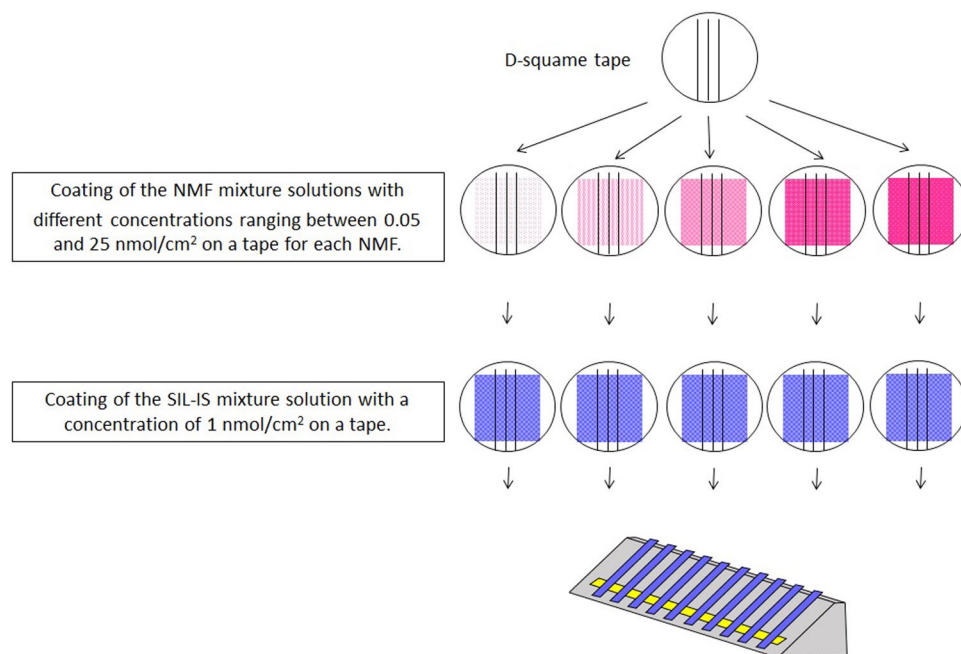 D-squame tape
Coating of the NMF mixture solutions with
different concentrations ranging between 0.05
and 25 nmol/cm² on a tape for each NMF.
Coating of the SIL-IS mixture solution with a
concentration of 1 nmol/cm² on a tape.